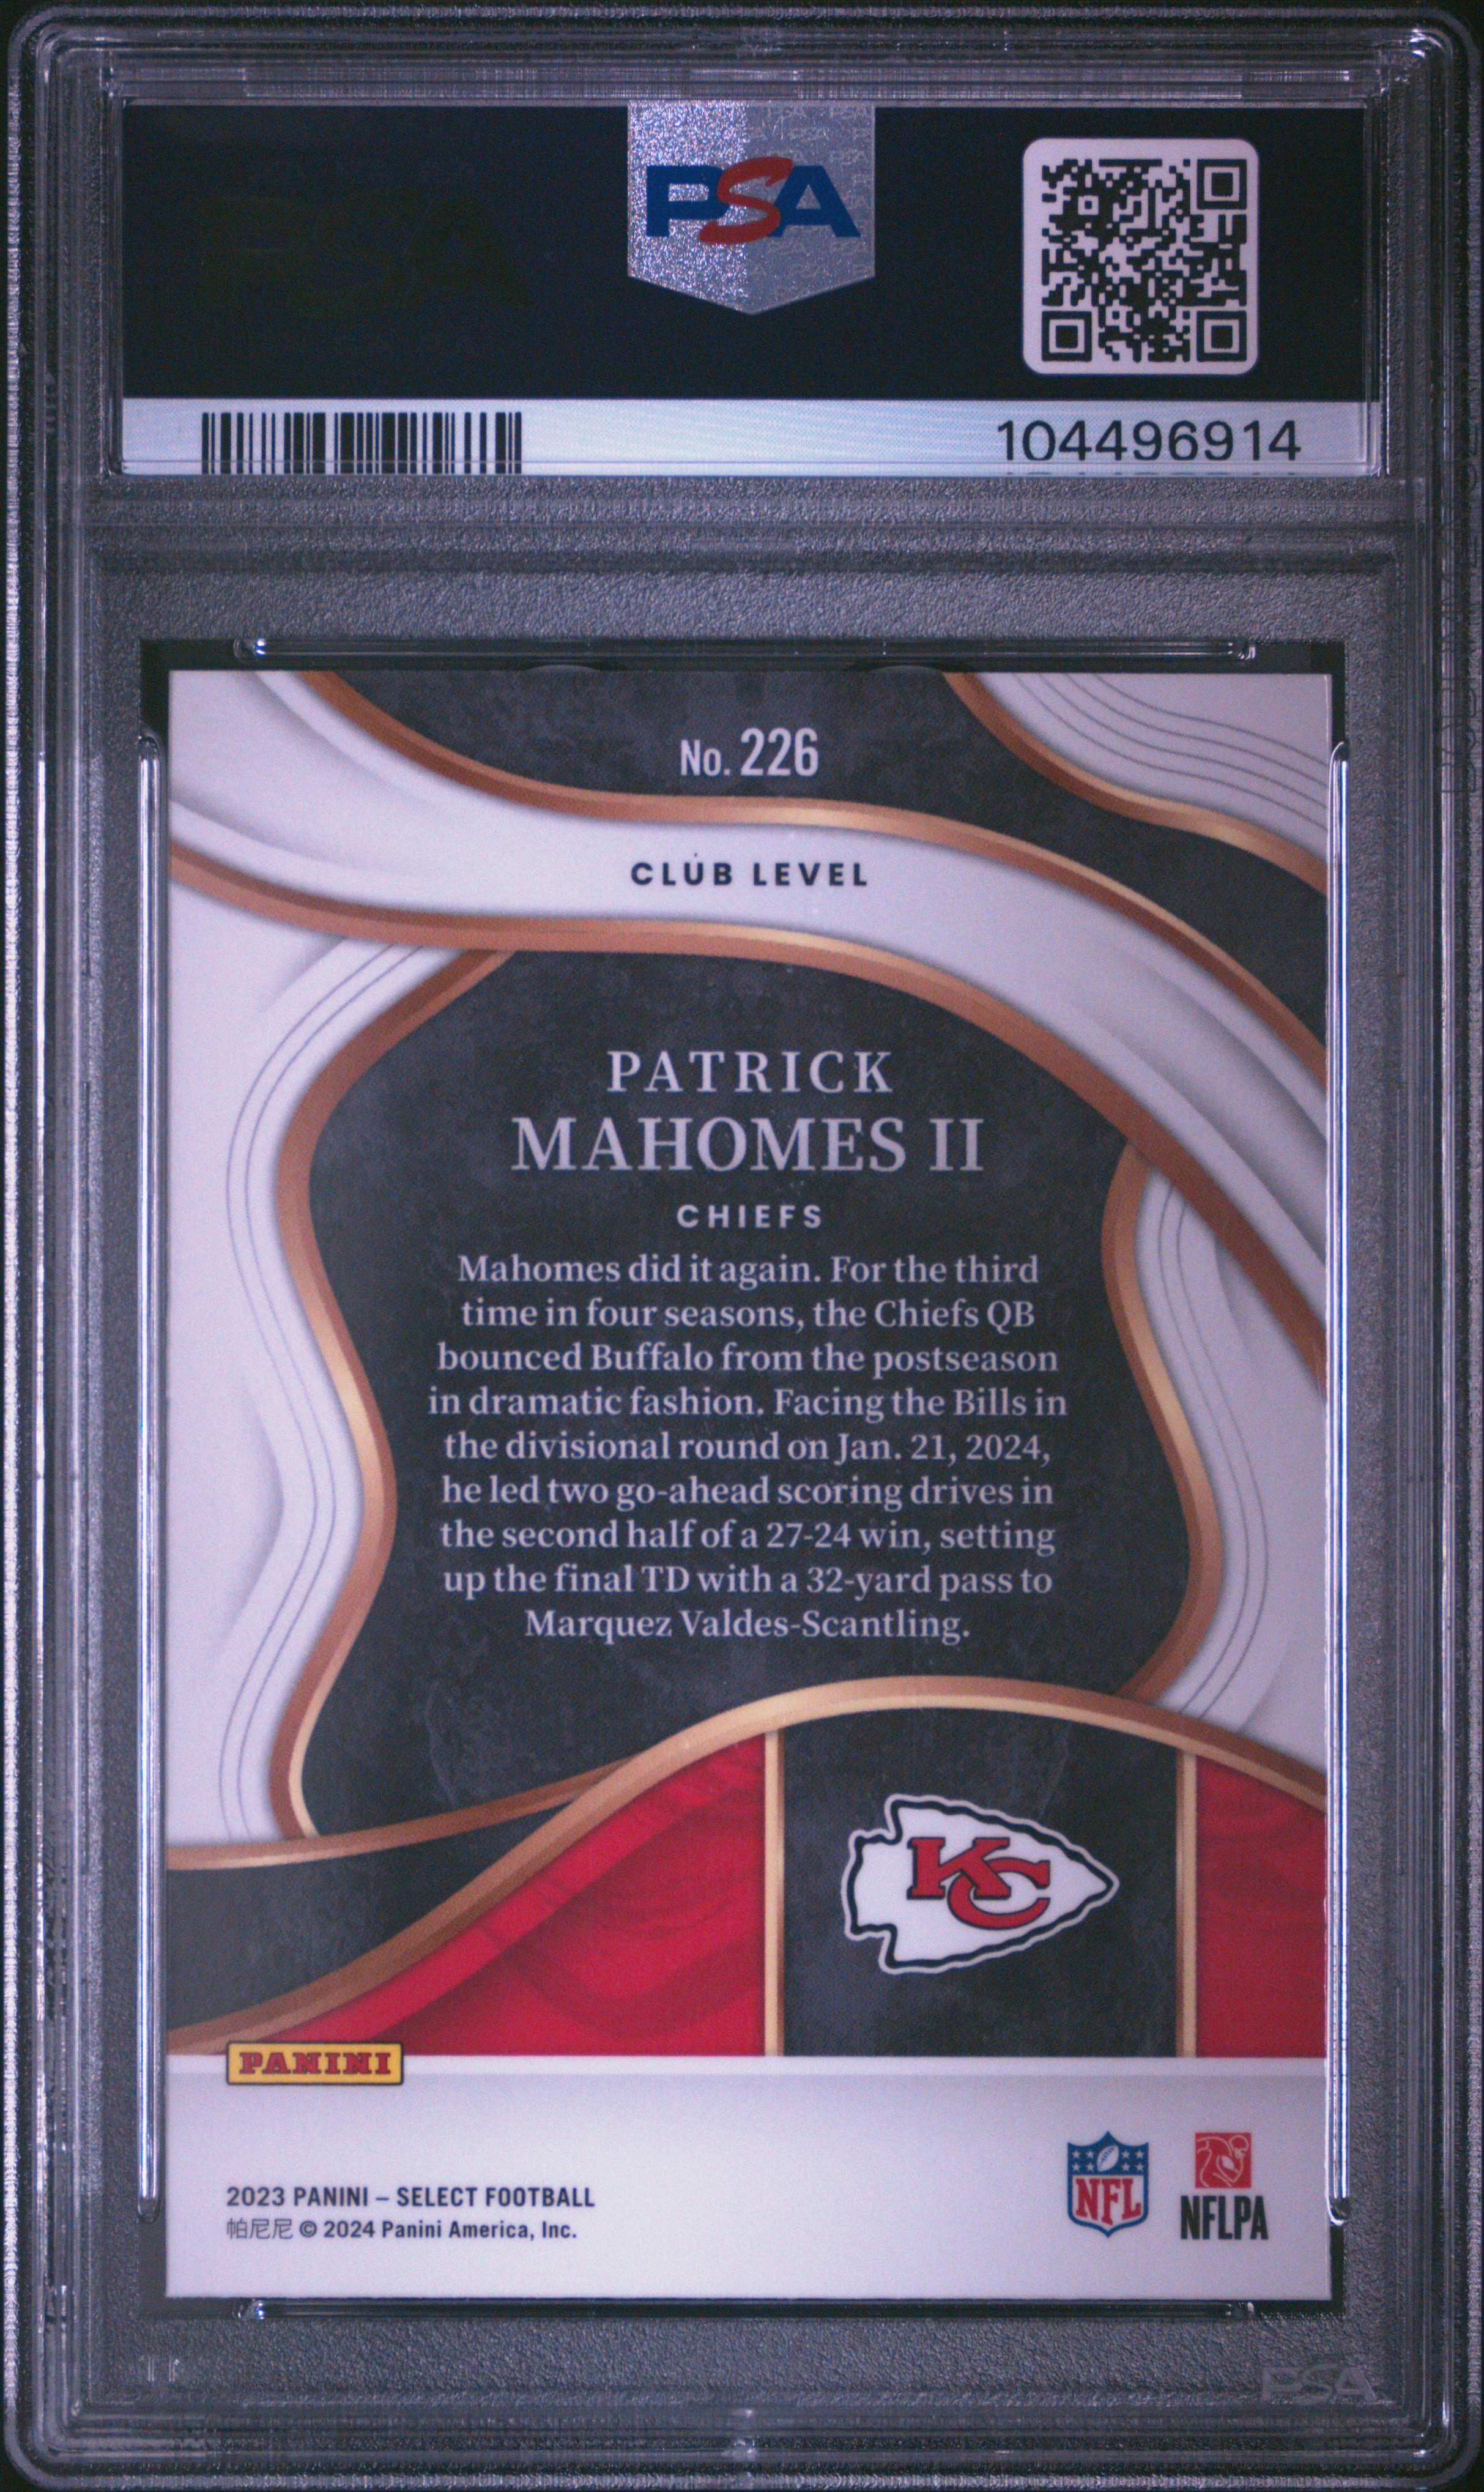 PSA
104496914
No. 226
CLUB LEVEL
PATRICK
MAHOMES II
CHIEFS
Mahomes did it again. For the third
time in four seasons, the Chiefs QB
bounced Buffalo from the postseason
in dramatic fashion. Facing the Bills in
the divisional round on Jan. 21, 2024,
he led two go-ahead scoring drives in
the second half of a 27-24 win, setting
up the final TD with a 32-yard pass to
Marquez Valdes-Scantling.
KC
PANINI
2023 PANINI – SELECT FOOTBALL
帕尼尼 © 2024 Panini America, Inc.
NFL
NFLPA
PSA